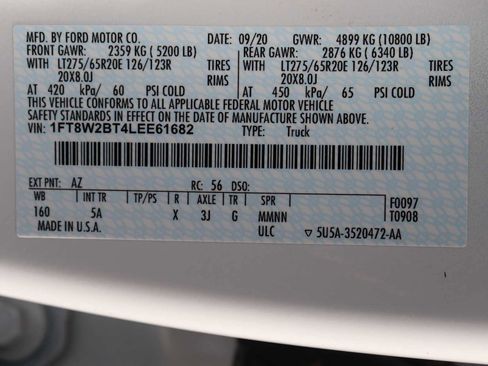 MFD. BY FORD MOTOR CO. 09/20 GVWR: 4899 KG (10800 LB)
FRONT GAWR: 2359 KG (5200 LB) REAR GAWR: 2876 KG (6340 LB)
WITH LT275/65R20E 126/123R TIRES WITH LT275/65R20E 126/123R TIRES
20X8.0J RIMS 20X8.0J RIMS
AT 420 kPa/ 60 PSI COLD AT 450 kPa/ 65 PSI COLD
THIS VEHICLE CONFORMS TO ALL APPLICABLE FEDERAL MOTOR VEHICLE
SAFETY STANDARDS IN EFFECT ON THE DATE OF MANUFACTURE SHOWN ABOVE.
VIN: 1FT8W2BT4LEE61682 TYPE: Truck
EXT PNT: AZ RC: 56 DSO:
WB INT TR TP/PS R AXLE TR SPR F0097
160 5A X 3J G MMNN T0908
MADE IN U.S.A. ULC ▽ 5U5A-3520472-AA